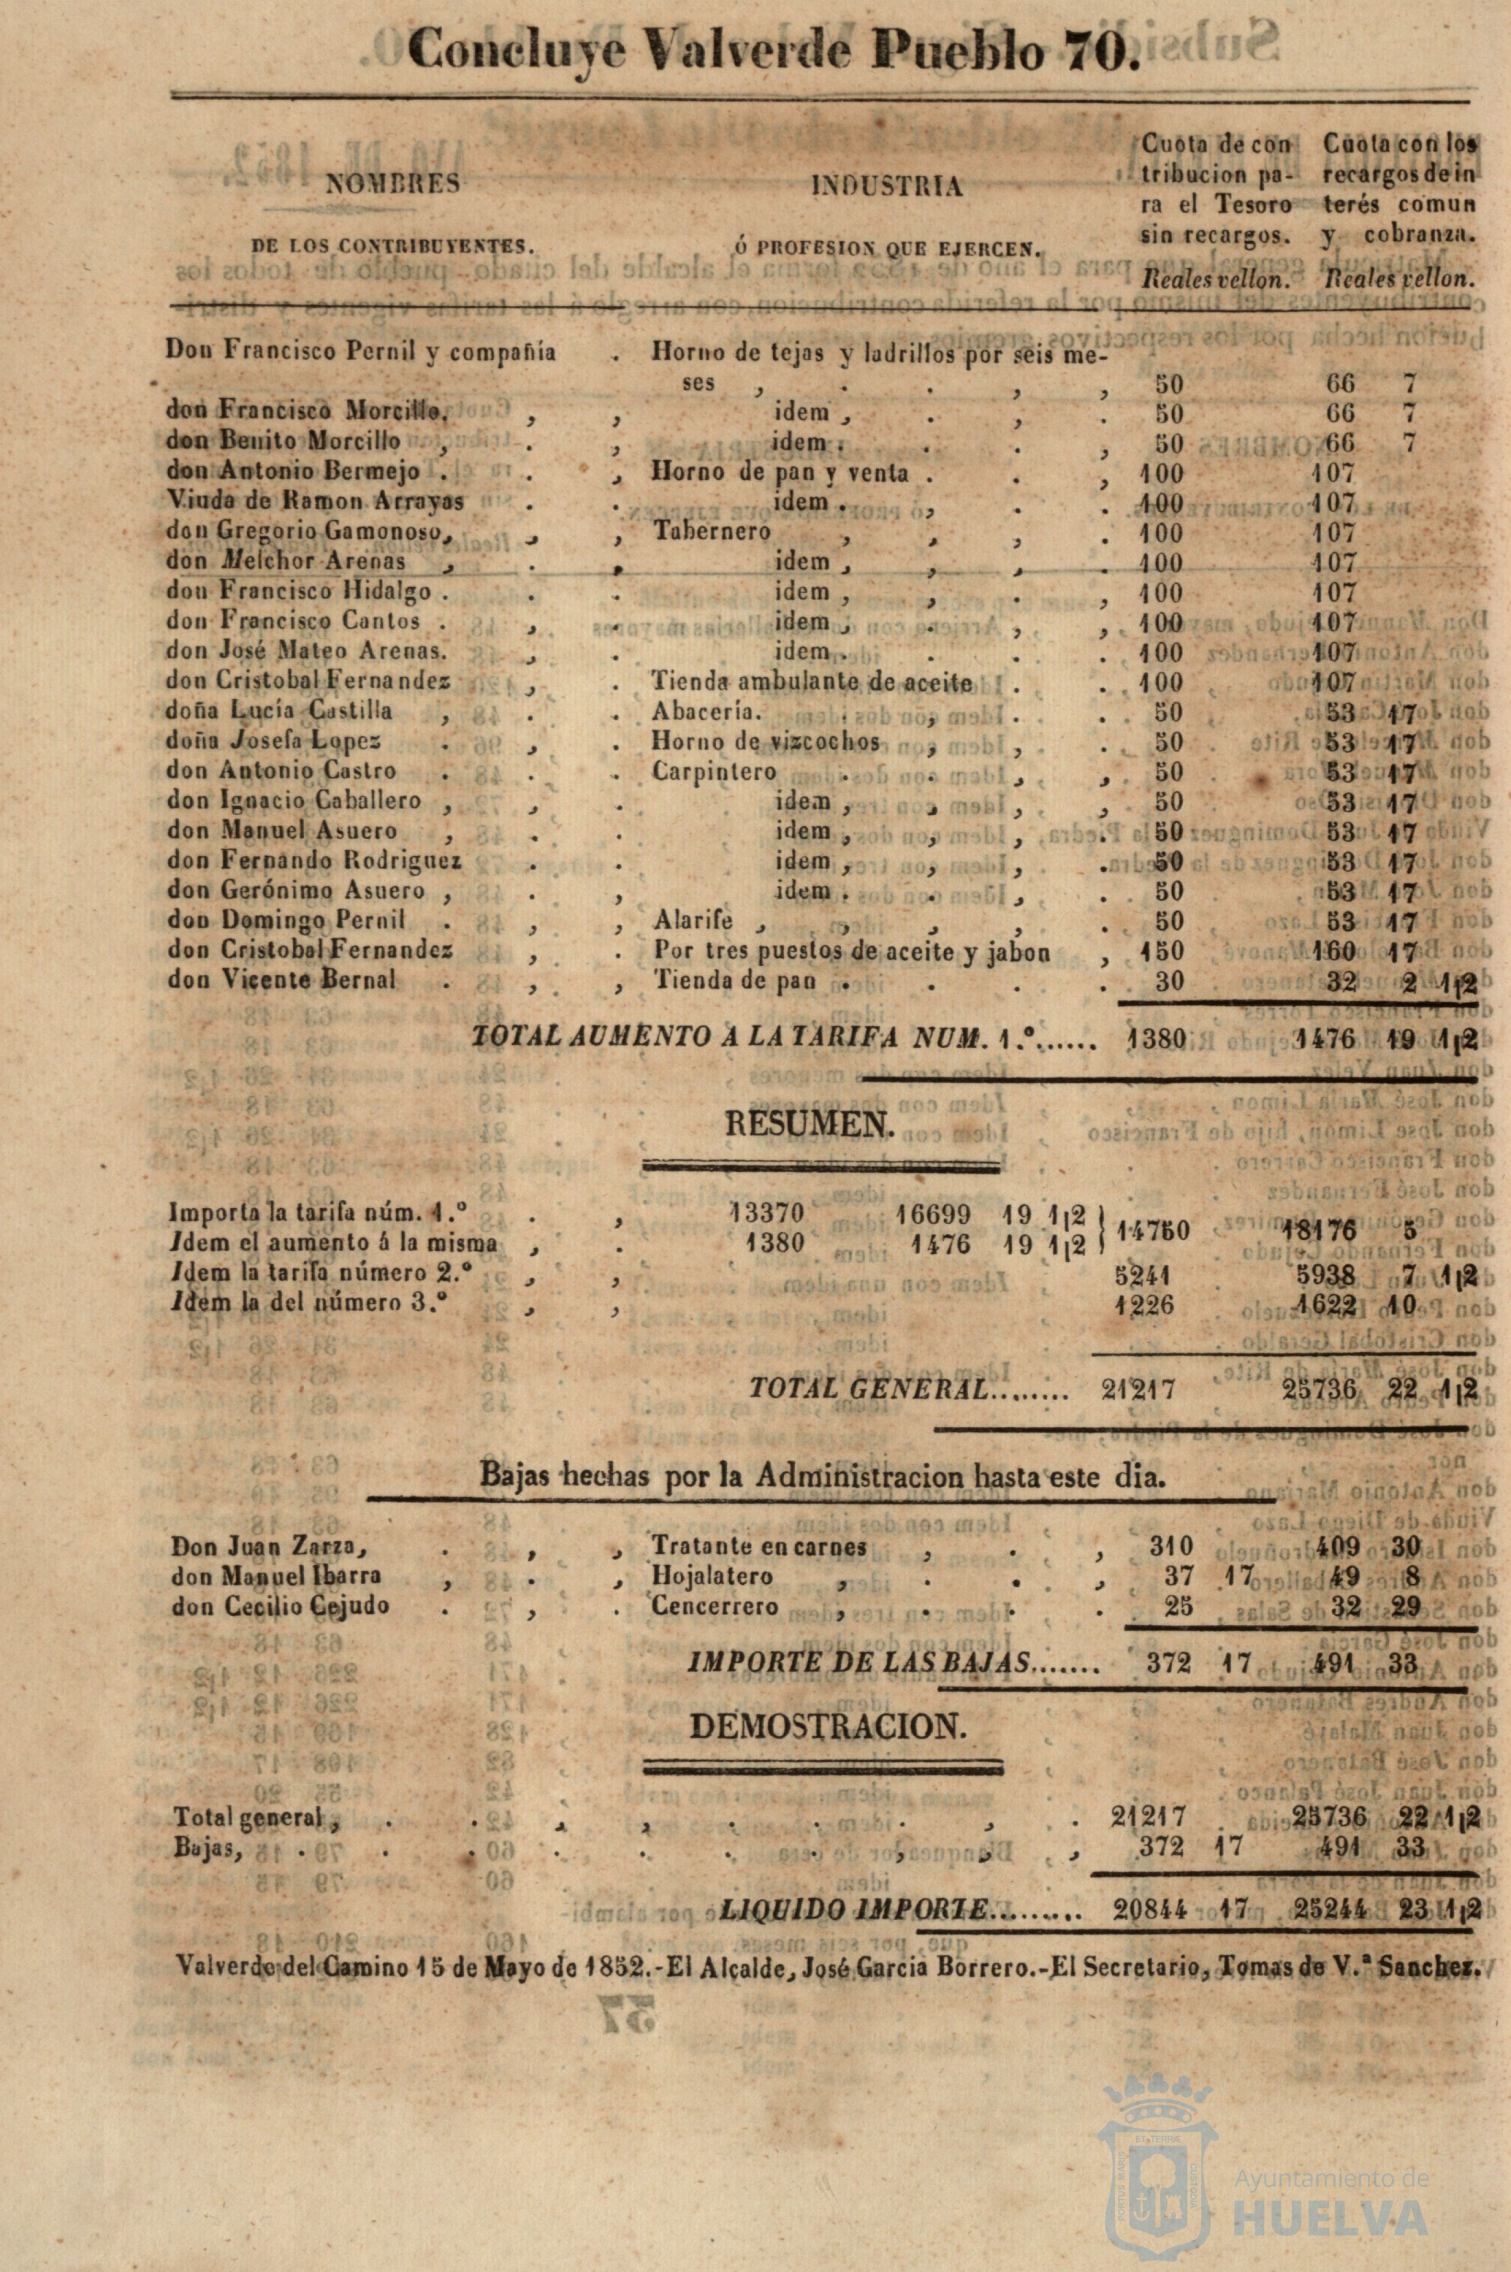 Concluye Valverde Pueblo 70.
NOMBRES
DE LOS CONTRIBUYENTES.
INDUSTRIA
Ó PROFESION QUE EJERCEN.
Cuota de con
tribucion pa-
ra el Tesoro
sin recargos.
Reales vellon.
Cuota con los
recargos de in
terés comun
y cobranza.
Reales vellon.
Don Francisco Pernil y compañía . Horno de tejas y ladrillos por seis me-
ses , . . , , 50 66 7
don Francisco Morcillo. , , idem , . , . 50 66 7
don Benito Morcillo , . , idem . . . , 50 66 7
don Antonio Bermejo . . , Horno de pan y venta . . , 100 107
Viuda de Ramon Arrayas . . idem . , . . 100 107
don Gregorio Gamonoso, , , Tabernero , , , . 100 107
don Melchor Arenas , . , idem , , , . 100 107
don Francisco Hidalgo . . . idem , , . , 100 107
don Francisco Cantos . , . idem , . , , 100 107
don José Mateo Arenas. , . idem . . . . 100 107
don Cristobal Fernandez , . Tienda ambulante de aceite . . 100 107
doña Lucía Castilla , . . Abacería. . , . . 50 53 17
doña Josefa Lopez . , . Horno de vizcochos , , . 50 53 17
don Antonio Castro . . . Carpintero . . , , 50 53 17
don Ignacio Caballero , , . idem , , , , 50 53 17
don Manuel Asuero , . . idem , , , . 50 53 17
don Fernando Rodriguez . . idem , , , . 50 53 17
don Gerónimo Asuero , . , idem . . , . 50 53 17
don Domingo Pernil . , , Alarife , , , , . 50 53 17
don Cristobal Fernandez , . Por tres puestos de aceite y jabon , 150 160 17
don Vicente Bernal . , , Tienda de pan . . . . 30 32 2 1|2
TOTAL AUMENTO A LA TARIFA NUM. 1.º...... 1380 1476 19 1|2
RESUMEN.
Importa la tarifa núm. 1.º . , 13370 16699 19 1|2 } 14750 18176 5
Idem el aumento á la misma , . 1380 1476 19 1|2
Idem la tarifa número 2.º , , 5241 5938 7 1|2
Idem la del número 3.º , , 1226 1622 10
TOTAL GENERAL........ 21217 25736 22 1|2
Bajas hechas por la Administracion hasta este dia.
Don Juan Zarza, . , , Tratante en carnes , . , 310 409 30
don Manuel Ibarra , . , Hojalatero , . . , 37 17 49 8
don Cecilio Cejudo . , . Cencerrero , . . . 25 32 29
IMPORTE DE LAS BAJAS....... 372 17 491 33
DEMOSTRACION.
Total general , . . , , . . . , . 21217 25736 22 1|2
Bajas, . . . . . . . , , , 372 17 491 33
LIQUIDO IMPORTE......... 20844 17 25244 23 1|2
Valverde del Camino 15 de Mayo de 1852.-El Alcalde, José Garcia Borrero.-El Secretario, Tomas de V.ª Sanchez.
Ayuntamiento de
HUELVA